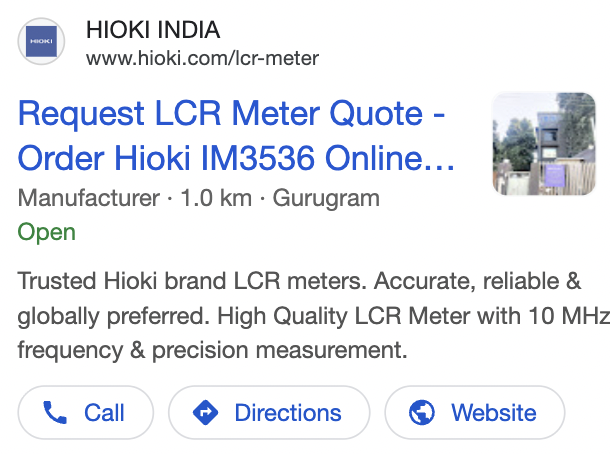 HIOKI
HIOKI INDIA
www.hioki.com/lcr-meter
Request LCR Meter Quote -
Order Hioki IM3536 Online...
Manufacturer · 1.0 km · Gurugram
Open
Trusted Hioki brand LCR meters. Accurate, reliable &
globally preferred. High Quality LCR Meter with 10 MHz
frequency & precision measurement.
Call
Directions
Website